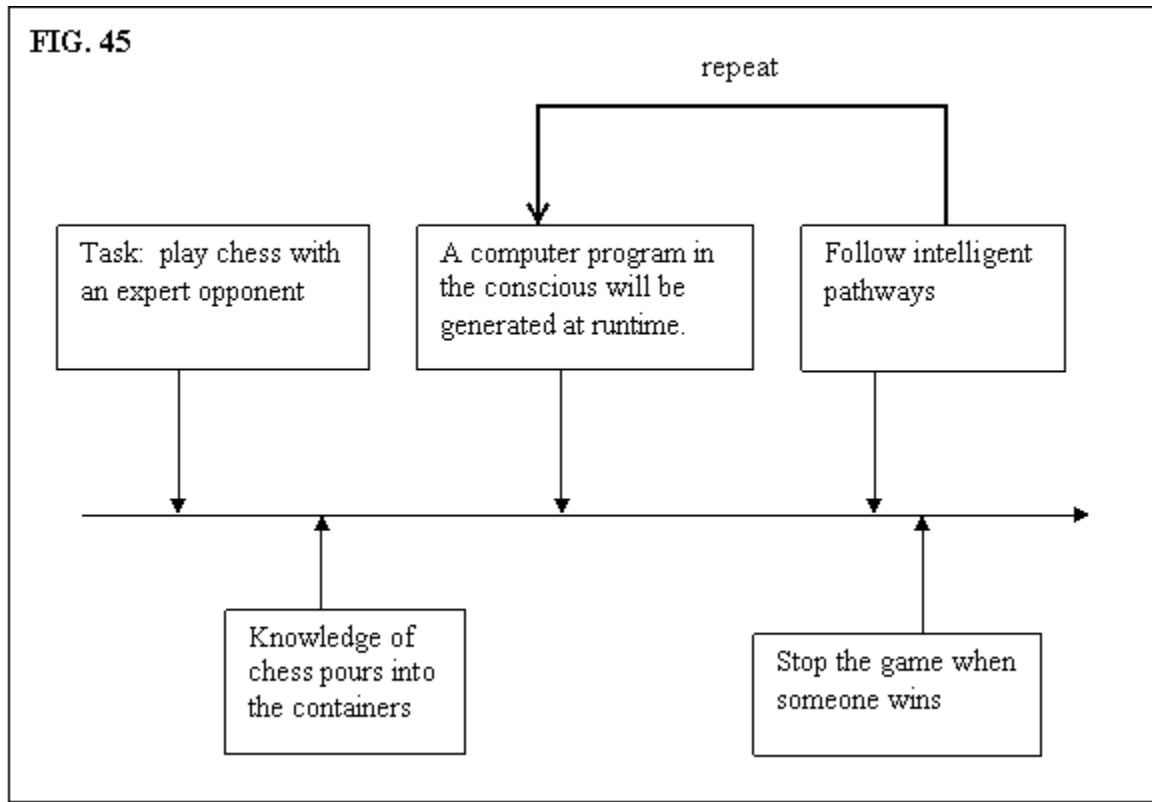 FIG. 45
repeat
Task: play chess with
an expert opponent
A computer program in
the conscious will be
generated at runtime.
Follow intelligent
pathways
Knowledge of
chess pours into
the containers
Stop the game when
someone wins